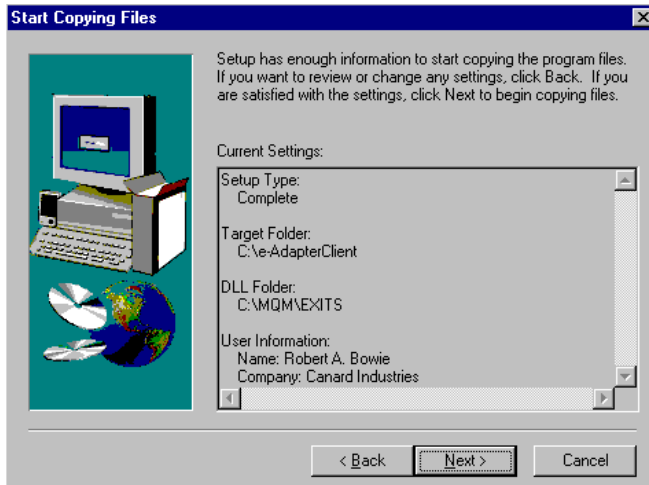 Start Copying Files
Setup has enough information to start copying the program files.
If you want to review or change any settings, click Back. If you
are satisfied with the settings, click Next to begin copying files.
Current Settings:
Setup Type:
Complete
Target Folder:
C:\e-AdapterClient
DLL Folder:
C:\MQM\EXITS
User Information:
Name: Robert A. Bowie
Company: Canard Industries
< Back
Next >
Cancel